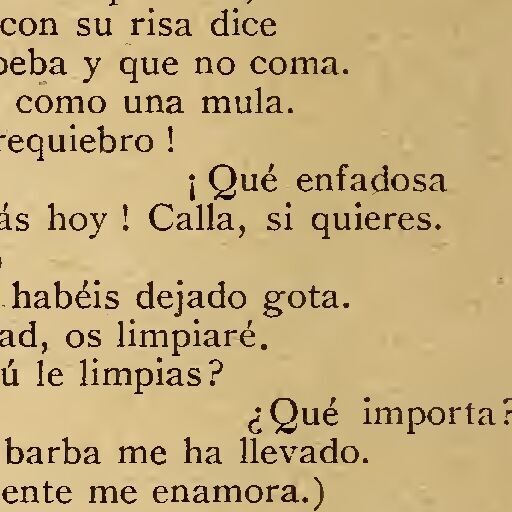 con su risa dice
beba y que no coma.
como una mula.
requiebro!
¡Qué enfadosa
ás hoy! Calla, si quieres.
habéis dejado gota.
ad, os limpiaré.
ú le limpias?
¿Qué importa?
barba me ha llevado.
ente me enamora.)